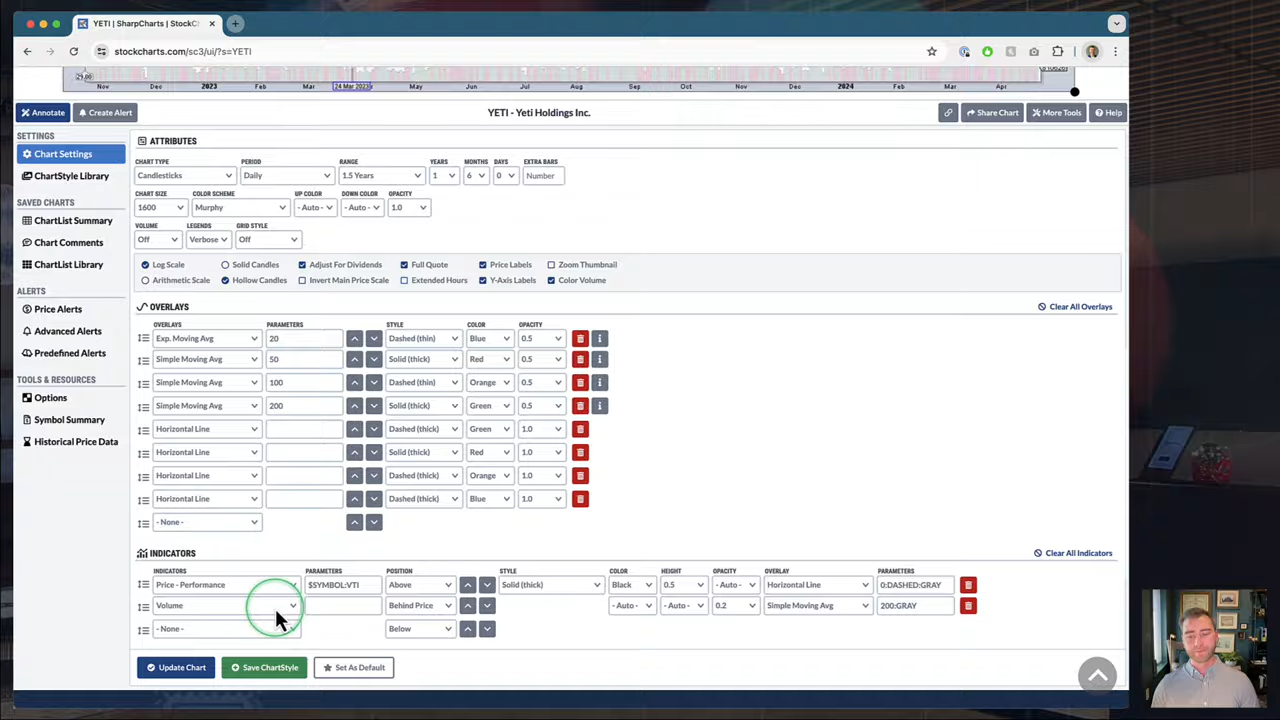 YETI | SharpCharts | StockC
stockcharts.com/sc3/ui/?s=YETI
29.00
Nov Dec 2023 Feb Mar 24 Mar 2023 May Jun Jul Aug Sep Oct Nov Dec 2024 Feb Mar Apr
Annotate Create Alert YETI - Yeti Holdings Inc. Share Chart More Tools Help
SETTINGS
Chart Settings
ChartStyle Library
SAVED CHARTS
ChartList Summary
Chart Comments
ChartList Library
ALERTS
Price Alerts
Advanced Alerts
Predefined Alerts
TOOLS & RESOURCES
Options
Symbol Summary
Historical Price Data
ATTRIBUTES
CHART TYPE PERIOD RANGE YEARS MONTHS DAYS EXTRA BARS
Candlesticks Daily 1.5 Years 1 6 0 Number
CHART SIZE COLOR SCHEME UP COLOR DOWN COLOR OPACITY
1600 Murphy - Auto - - Auto - 1.0
VOLUME LEGENDS GRID STYLE
Off Verbose Off
Log Scale Solid Candles Adjust For Dividends Full Quote Price Labels Zoom Thumbnail
Arithmetic Scale Hollow Candles Invert Main Price Scale Extended Hours Y-Axis Labels Color Volume
OVERLAYS Clear All Overlays
OVERLAYS PARAMETERS STYLE COLOR OPACITY
Exp. Moving Avg 20 Dashed (thin) Blue 0.5
Simple Moving Avg 50 Solid (thick) Red 0.5
Simple Moving Avg 100 Dashed (thin) Orange 0.5
Simple Moving Avg 200 Solid (thick) Green 0.5
Horizontal Line Dashed (thick) Green 1.0
Horizontal Line Solid (thick) Red 1.0
Horizontal Line Dashed (thick) Orange 1.0
Horizontal Line Dashed (thick) Blue 1.0
- None -
INDICATORS Clear All Indicators
INDICATORS PARAMETERS POSITION STYLE COLOR HEIGHT OPACITY OVERLAY PARAMETERS
Price - Performance $SYMBOL:VTI Above Solid (thick) Black 0.5 - Auto - Horizontal Line 0:DASHED:GRAY
Volume Behind Price - Auto - - Auto - 0.2 Simple Moving Avg 200:GRAY
- None - Below
Update Chart Save ChartStyle Set As Default